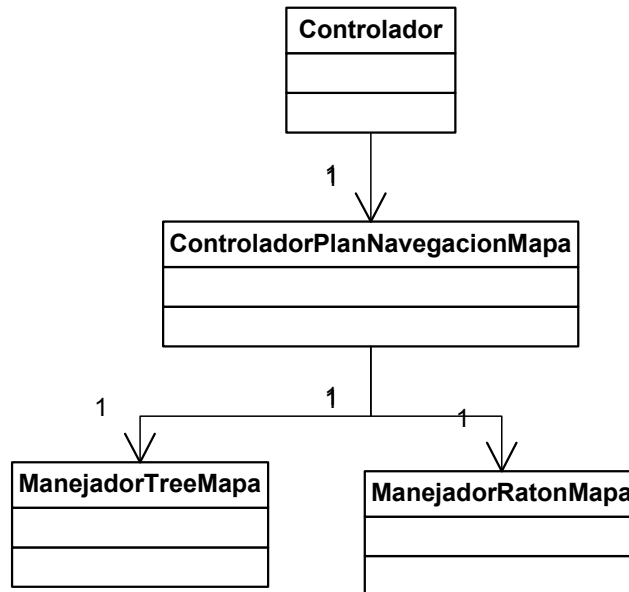 Controlador
1
ControladorPlanNavegacionMapa
1
1
1
ManejadorTreeMapa
ManejadorRatonMapa